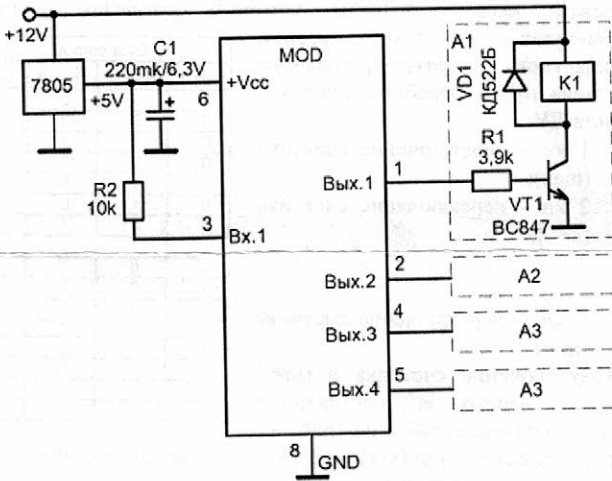 +12V
7805
+5V
C1
220mk/6,3V
6
+Vcc
MOD
A1
VD1
КД522Б
K1
R1
3,9k
1
Вых.1
VT1
BC847
R2
10k
3
Вх.1
2
Вых.2
A2
4
Вых.3
A3
5
Вых.4
A3
8
GND